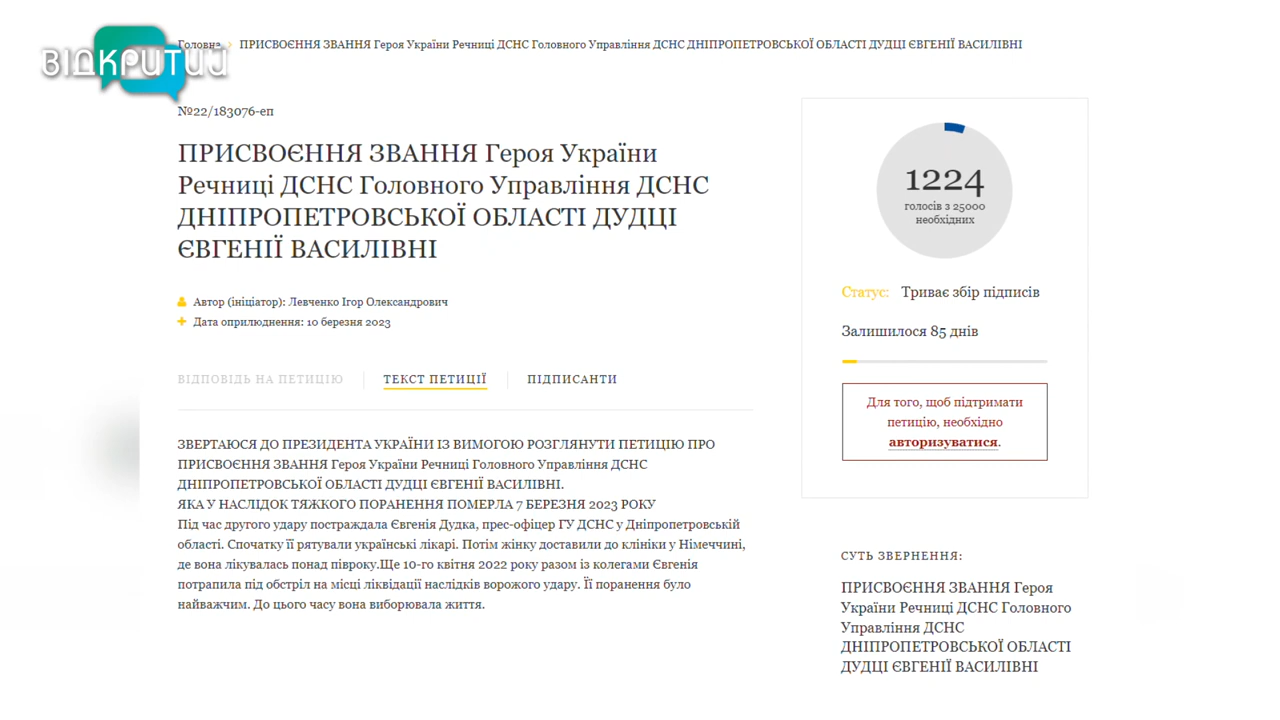 ВІДКРИТИЙ
Головна > ПРИСВОЄННЯ ЗВАННЯ Героя України Речниці ДСНС Головного Управління ДСНС ДНІПРОПЕТРОВСЬКОЇ ОБЛАСТІ ДУДЦІ ЄВГЕНІЇ ВАСИЛІВНІ
№22/183076-еп
ПРИСВОЄННЯ ЗВАННЯ Героя України
Речниці ДСНС Головного Управління ДСНС
ДНІПРОПЕТРОВСЬКОЇ ОБЛАСТІ ДУДЦІ
ЄВГЕНІЇ ВАСИЛІВНІ
Автор (ініціатор): Левченко Ігор Олександрович
Дата оприлюднення: 10 березня 2023
ВІДПОВІДЬ НА ПЕТИЦІЮ ТЕКСТ ПЕТИЦІЇ ПІДПИСАНТИ
ЗВЕРТАЮСЯ ДО ПРЕЗИДЕНТА УКРАЇНИ ІЗ ВИМОГОЮ РОЗГЛЯНУТИ ПЕТИЦІЮ ПРО
ПРИСВОЄННЯ ЗВАННЯ Героя України Речниці Головного Управління ДСНС
ДНІПРОПЕТРОВСЬКОЇ ОБЛАСТІ ДУДЦІ ЄВГЕНІЇ ВАСИЛІВНІ.
ЯКА У НАСЛІДОК ТЯЖКОГО ПОРАНЕННЯ ПОМЕРЛА 7 БЕРЕЗНЯ 2023 РОКУ
Під час другого удару постраждала Євгенія Дудка, прес-офіцер ГУ ДСНС у Дніпропетровській
області. Спочатку її рятували українські лікарі. Потім жінку доставили до клініки у Німеччині,
де вона лікувалась понад півроку.Ще 10-го квітня 2022 року разом із колегами Євгенія
потрапила під обстріл на місці ліквідації наслідків ворожого удару. Її поранення було
найважчим. До цього часу вона виборювала життя.
1224
голосів з 25000
необхідних
Статус: Триває збір підписів
Залишилося 85 днів
Для того, щоб підтримати
петицію, необхідно
авторизуватися.
СУТЬ ЗВЕРНЕННЯ:
ПРИСВОЄННЯ ЗВАННЯ Героя
України Речниці ДСНС Головного
Управління ДСНС
ДНІПРОПЕТРОВСЬКОЇ ОБЛАСТІ
ДУДЦІ ЄВГЕНІЇ ВАСИЛІВНІ